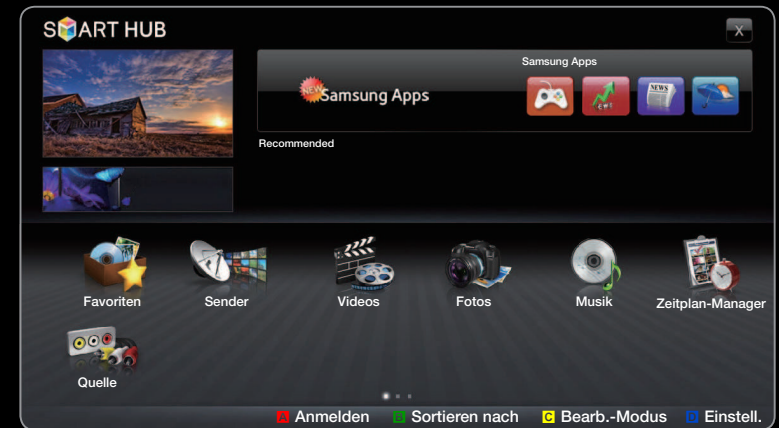 SMART HUB
X
Samsung Apps
NEW Samsung Apps
NEWS
Recommended
Favoriten
Sender
Videos
Fotos
Musik
Zeitplan-Manager
Quelle
A Anmelden B Sortieren nach C Bearb.-Modus D Einstell.